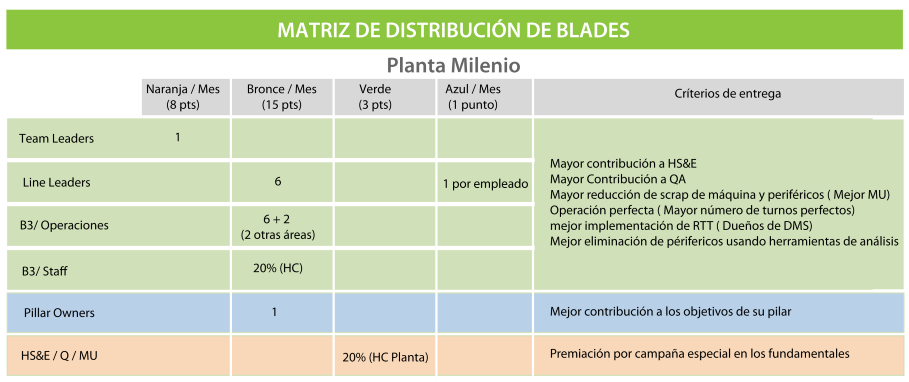 MATRIZ DE DISTRIBUCIÓN DE BLADES
Planta Milenio
Naranja / Mes
(8 pts)
Bronce / Mes
(15 pts)
Verde
(3 pts)
Azul / Mes
(1 punto)
Críterios de entrega
Team Leaders
1
Line Leaders
6
1 por empleado
B3/ Operaciones
6 + 2
(2 otras áreas)
B3/ Staff
20% (HC)
Mayor contribución a HS&E
Mayor Contribución a QA
Mayor reducción de scrap de máquina y periféricos ( Mejor MU)
Operación perfecta ( Mayor número de turnos perfectos)
mejor implementación de RTT ( Dueños de DMS)
Mejor eliminación de périfericos usando herramientas de análisis
Pillar Owners
1
Mejor contribución a los objetivos de su pilar
HS&E / Q / MU
20% (HC Planta)
Premiación por campaña especial en los fundamentales